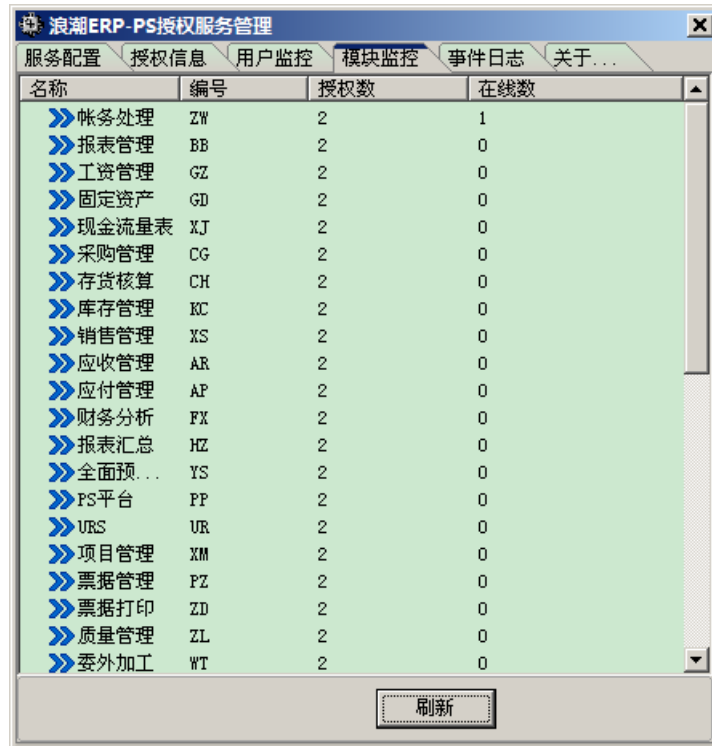 浪潮ERP-PS授权服务管理
服务配置 授权信息 用户监控 模块监控 事件日志 关于...
名称 编号 授权数 在线数
帐务处理 ZW 2 1
报表管理 BB 2 0
工资管理 GZ 2 0
固定资产 GD 2 0
现金流量表 XJ 2 0
采购管理 CG 2 0
存货核算 CH 2 0
库存管理 KC 2 0
销售管理 XS 2 0
应收管理 AR 2 0
应付管理 AP 2 0
财务分析 FX 2 0
报表汇总 HZ 2 0
全面预... YS 2 0
PS平台 PP 2 0
URS UR 2 0
项目管理 XM 2 0
票据管理 PZ 2 0
票据打印 ZD 2 0
质量管理 ZL 2 0
委外加工 WT 2 0
刷新